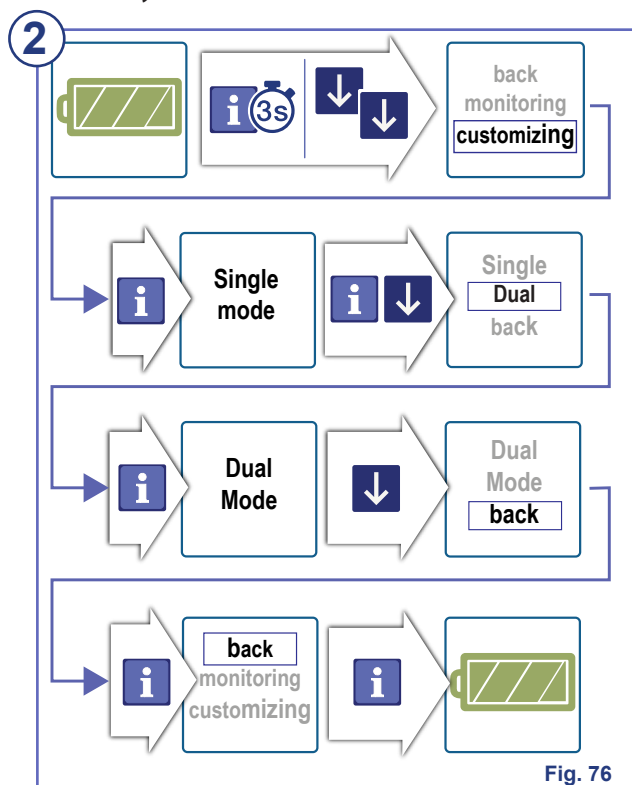 2
i 3s
back
monitoring
customizing
i
Single
mode
i
Single
Dual
back
i
Dual
Mode
Dual
Mode
back
i
back
monitoring
customizing
i
Fig. 76